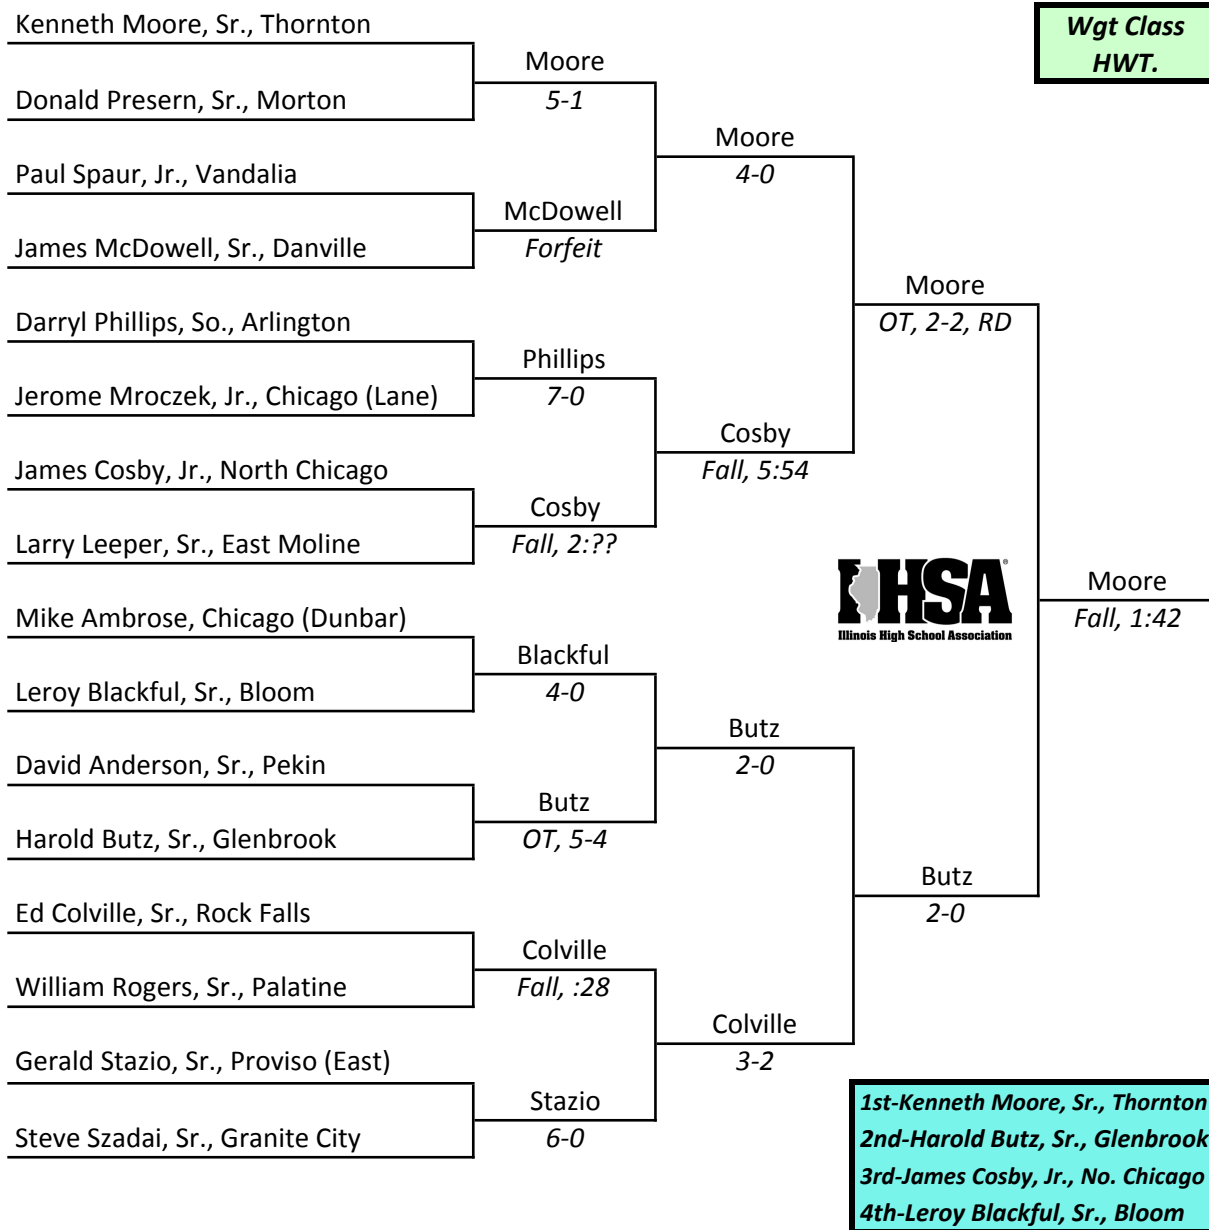 Kenneth Moore, Sr., Thornton
Wgt Class
HWT.
Moore
5-1
Donald Presern, Sr., Morton
Moore
4-0
Paul Spaur, Jr., Vandalia
McDowell
Forfeit
James McDowell, Sr., Danville
Moore
OT, 2-2, RD
Darryl Phillips, So., Arlington
Phillips
7-0
Jerome Mroczek, Jr., Chicago (Lane)
Cosby
Fall, 5:54
James Cosby, Jr., North Chicago
Cosby
Fall, 2:??
Larry Leeper, Sr., East Moline
IHSA®
Illinois High School Association
Moore
Fall, 1:42
Mike Ambrose, Chicago (Dunbar)
Blackful
4-0
Leroy Blackful, Sr., Bloom
Butz
2-0
David Anderson, Sr., Pekin
Butz
OT, 5-4
Harold Butz, Sr., Glenbrook
Butz
2-0
Ed Colville, Sr., Rock Falls
Colville
Fall, :28
William Rogers, Sr., Palatine
Colville
3-2
Gerald Stazio, Sr., Proviso (East)
Stazio
6-0
Steve Szadai, Sr., Granite City
1st-Kenneth Moore, Sr., Thornton
2nd-Harold Butz, Sr., Glenbrook
3rd-James Cosby, Jr., No. Chicago
4th-Leroy Blackful, Sr., Bloom